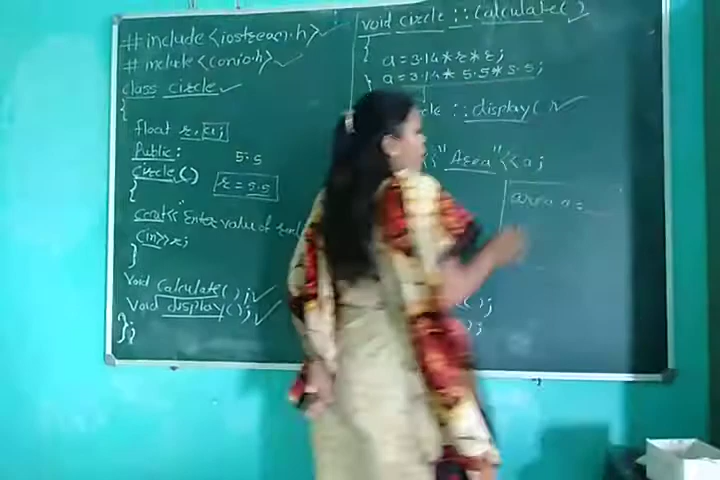 #include <iostream.h>
#include <conio.h>
class circle
{
float r, a;
Public:
Circle()
5.5
{
r = 5.5
cout<< "Enter value of
cin>> r;
}
void calculate();
void display();
};
void circle :: Calculate()
{
a = 3.14 * r * r;
a = 3.14 * 5.5 * 5.5;
}
:: display()
"Area" << a;
area a =
();
);